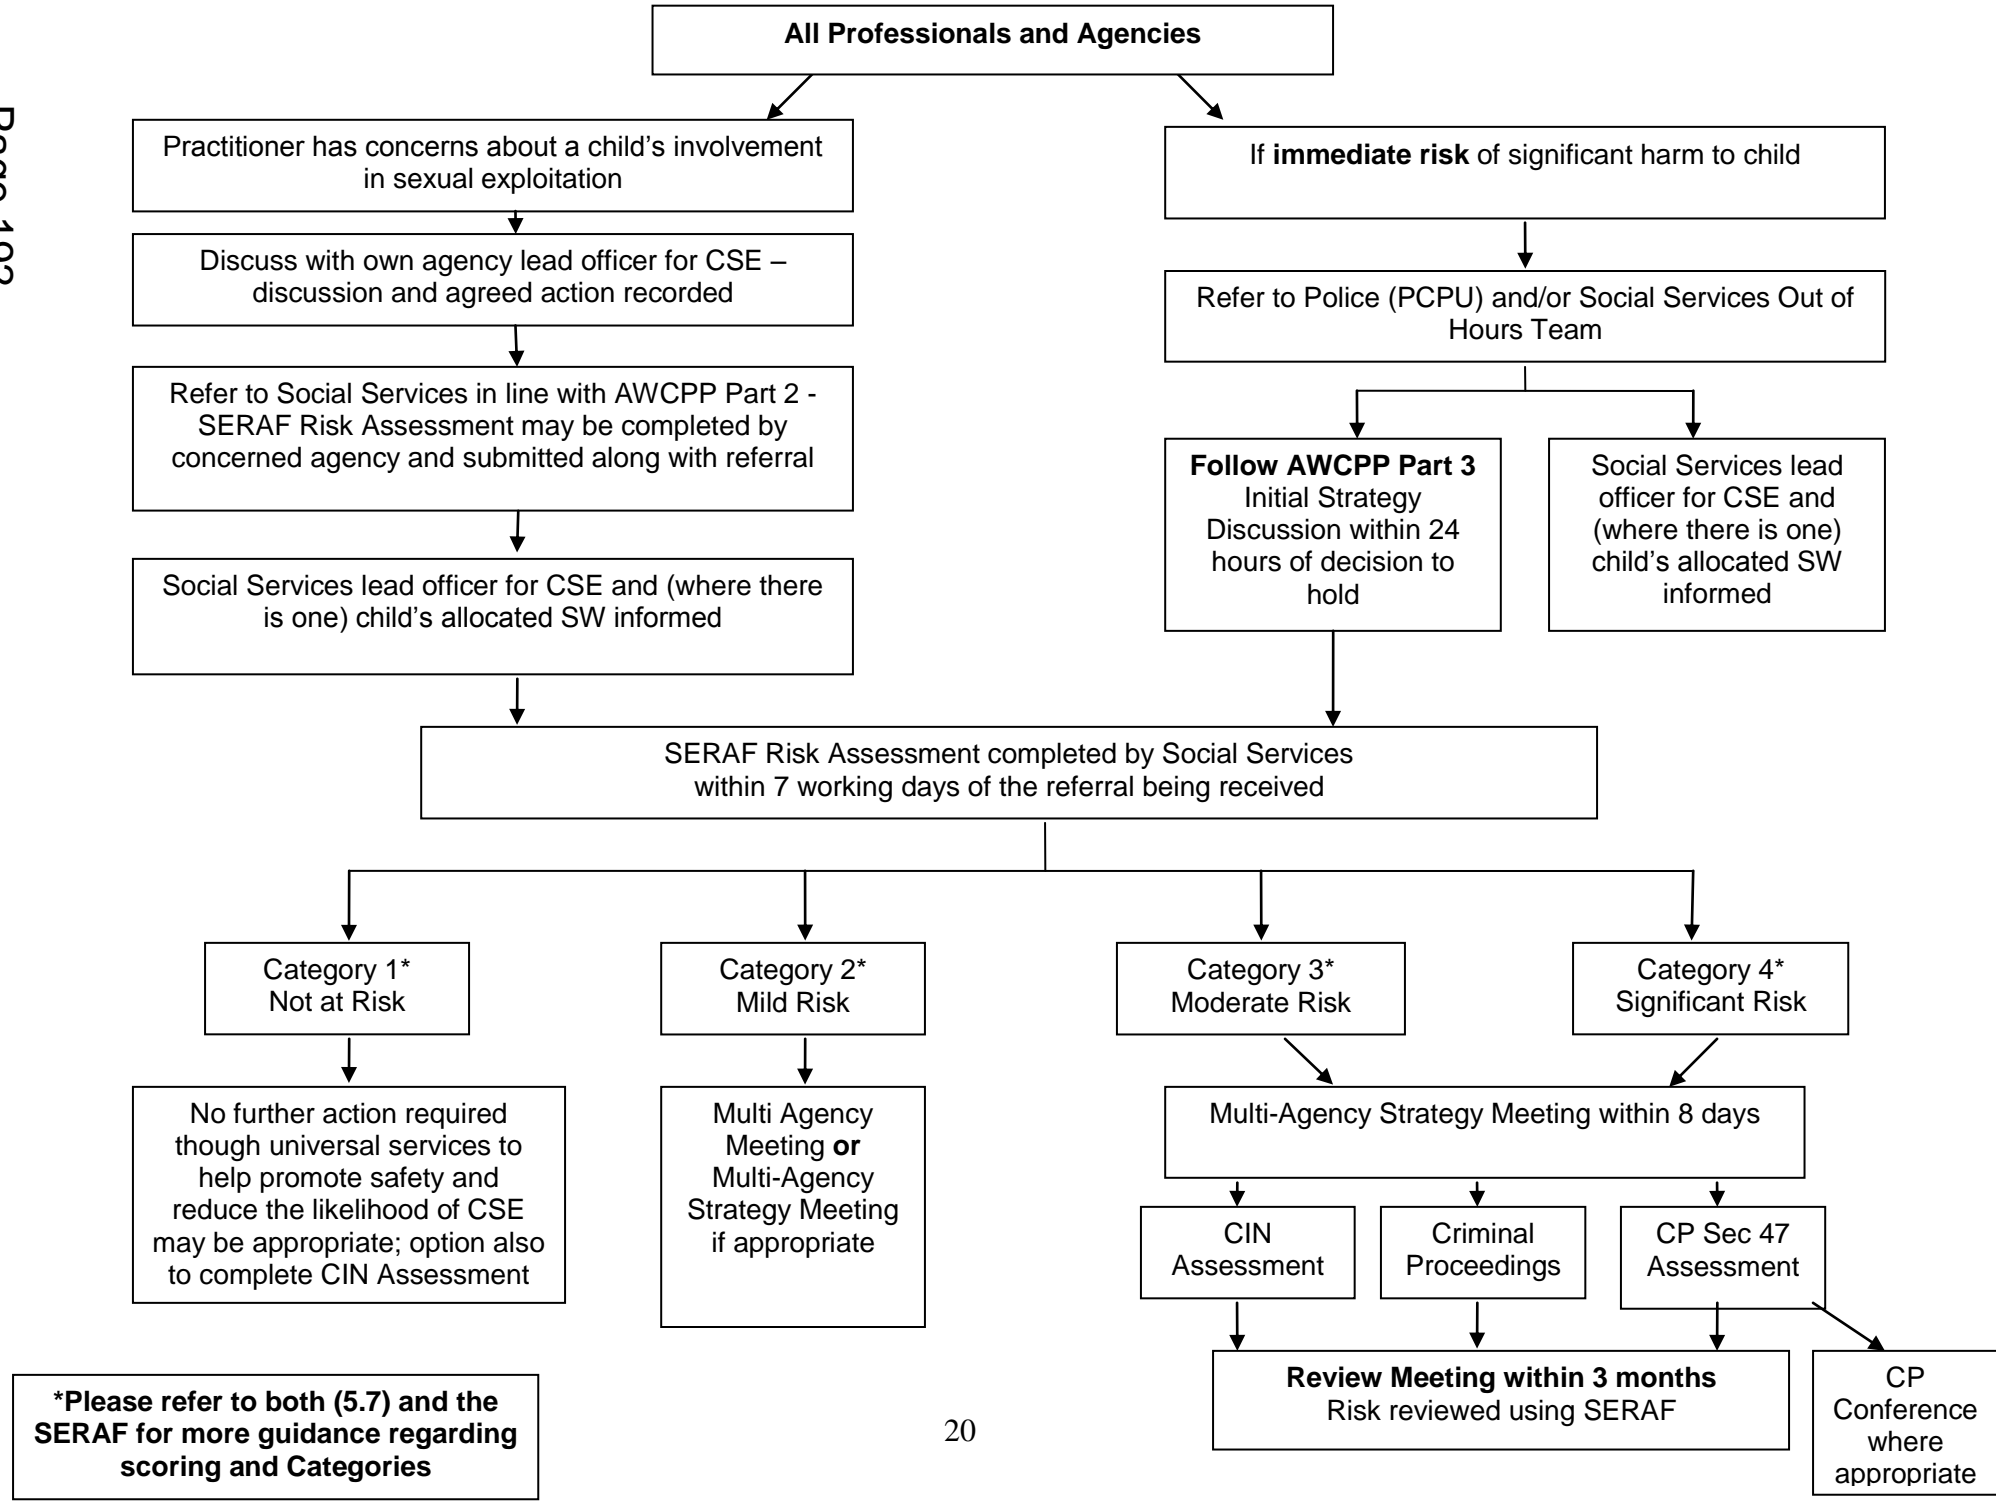 All Professionals and Agencies
Practitioner has concerns about a child’s involvement
in sexual exploitation
If immediate risk of significant harm to child
Discuss with own agency lead officer for CSE –
discussion and agreed action recorded
Refer to Police (PCPU) and/or Social Services Out of
Hours Team
Refer to Social Services in line with AWCPP Part 2 -
SERAF Risk Assessment may be completed by
concerned agency and submitted along with referral
Follow AWCPP Part 3
Initial Strategy
Discussion within 24
hours of decision to
hold
Social Services lead
officer for CSE and
(where there is one)
child’s allocated SW
informed
Social Services lead officer for CSE and (where there
is one) child’s allocated SW informed
SERAF Risk Assessment completed by Social Services
within 7 working days of the referral being received
Category 1*
Not at Risk
Category 2*
Mild Risk
Category 3*
Moderate Risk
Category 4*
Significant Risk
No further action required
though universal services to
help promote safety and
reduce the likelihood of CSE
may be appropriate; option also
to complete CIN Assessment
Multi Agency
Meeting or
Multi-Agency
Strategy Meeting
if appropriate
Multi-Agency Strategy Meeting within 8 days
CIN
Assessment
Criminal
Proceedings
CP Sec 47
Assessment
Review Meeting within 3 months
Risk reviewed using SERAF
CP
Conference
where
appropriate
*Please refer to both (5.7) and the
SERAF for more guidance regarding
scoring and Categories
20
Page